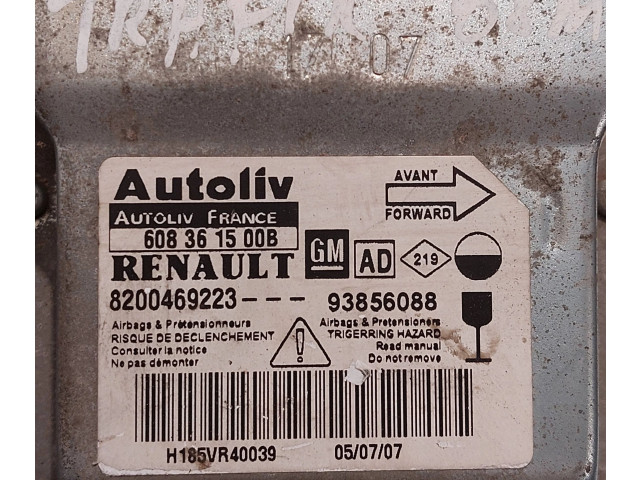 TRAFIK
07
Autoliv
AUTOLIV FRANCE
608 36 15 00B
RENAULT
GM
AD
219
AVANT
FORWARD
8200469223--- 93856088
Airbags & Prétensionneurs
RISQUE DE DECLENCHEMENT
Consulter la notice
Ne pas démonter
!
Airbags & Pretensioners
TRIGERRING HAZARD
Read manual
Do not remove
H185VR40039 05/07/07